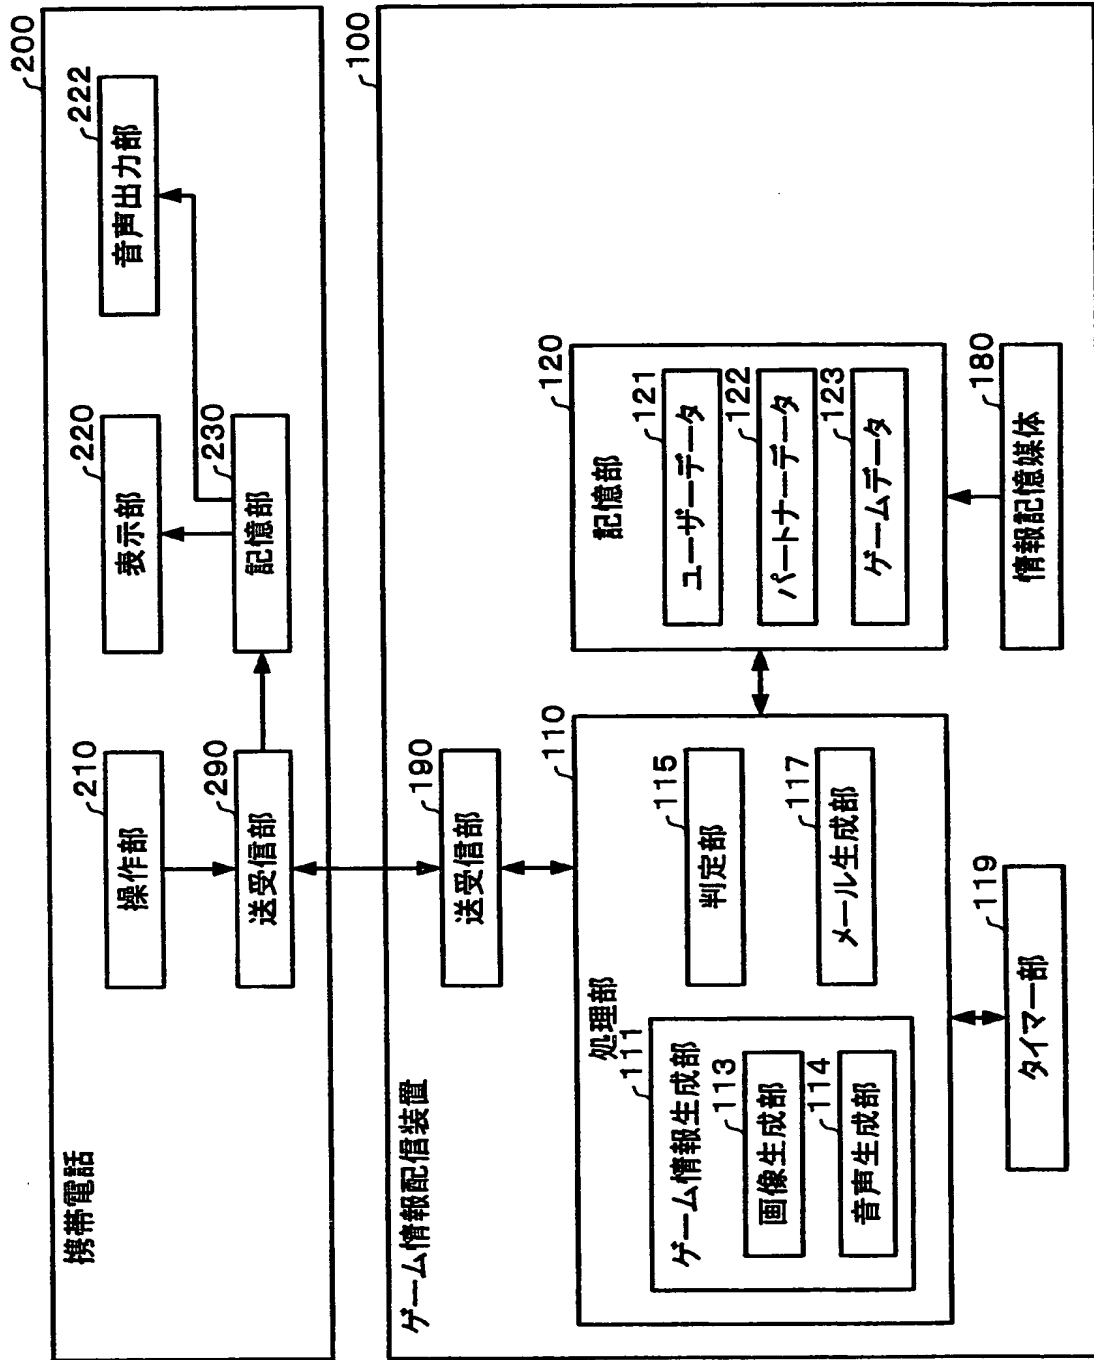 携帯電話
200
操作部
210
表示部
220
音声出力部
222
送受信部
290
記憶部
230
ゲーム情報配信装置
100
送受信部
190
処理部
110
ゲーム情報生成部
111
画像生成部
113
音声生成部
114
判定部
115
メール生成部
117
記憶部
120
ユーザーデータ
121
パートナーデータ
122
ゲームデータ
123
タイマー部
119
情報記憶媒体
180